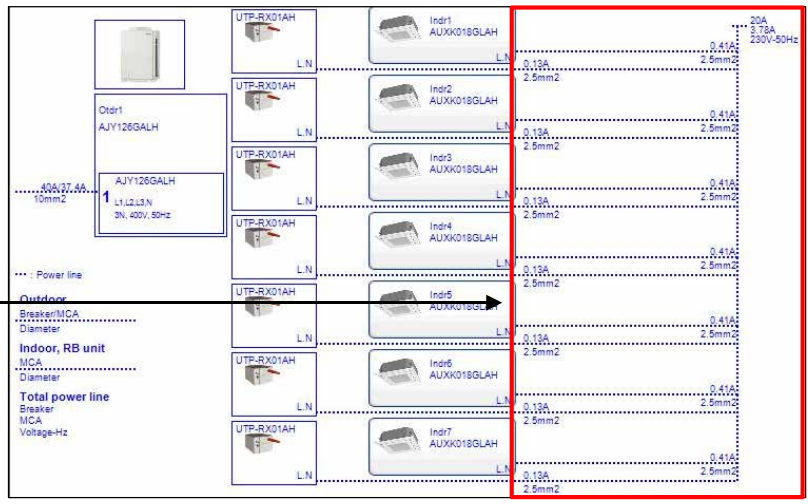 UTP-RX01AH
L.N
Indr1
AUXK018GLAH
L.N
0.41A
2.5mm2
0.13A
2.5mm2
20A
3.78A
230V-50Hz
UTP-RX01AH
L.N
Indr2
AUXK018GLAH
L.N
0.41A
2.5mm2
0.13A
2.5mm2
Otdr1
AJY126GALH
AJY126GALH
1
L1,L2,L3,N
3N, 400V, 50Hz
40A/37.4A
10mm2
UTP-RX01AH
L.N
Indr3
AUXK018GLAH
L.N
0.41A
2.5mm2
0.13A
2.5mm2
UTP-RX01AH
L.N
Indr4
AUXK018GLAH
L.N
0.41A
2.5mm2
0.13A
2.5mm2
UTP-RX01AH
L.N
Indr5
AUXK018GLAH
L.N
0.41A
2.5mm2
0.13A
2.5mm2
UTP-RX01AH
L.N
Indr6
AUXK018GLAH
L.N
0.41A
2.5mm2
0.13A
2.5mm2
UTP-RX01AH
L.N
Indr7
AUXK018GLAH
L.N
0.41A
2.5mm2
0.13A
2.5mm2
: Power line
Outdoor
Breaker/MCA
Diameter
Indoor, RB unit
MCA
Diameter
Total power line
Breaker
MCA
Voltage-Hz